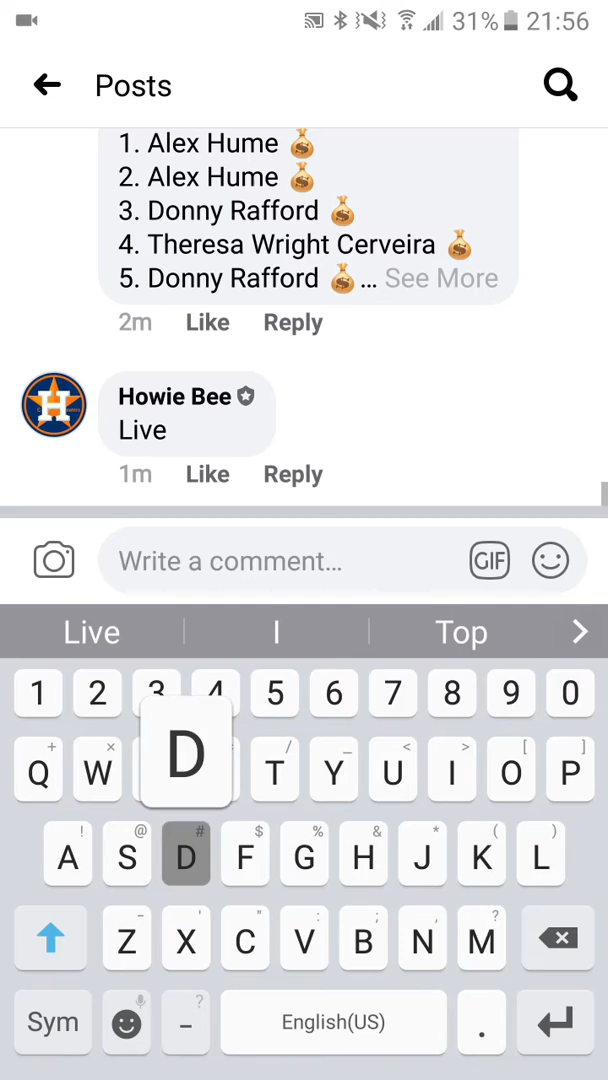 31% 21:56
Posts
1. Alex Hume
2. Alex Hume
3. Donny Rafford
4. Theresa Wright Cerveira
5. Donny Rafford ... See More
2m Like Reply
H
Howie Bee
Live
1m Like Reply
Write a comment... GIF
Live I Top
1 2 3 4 5 6 7 8 9 0
+ × / _ < > [ ]
Q W T Y U I O P
D
! @ # $ % & * ( )
A S D F G H J K L
- ' " : ; , ?
Z X C V B N M
?
Sym - English(US) .